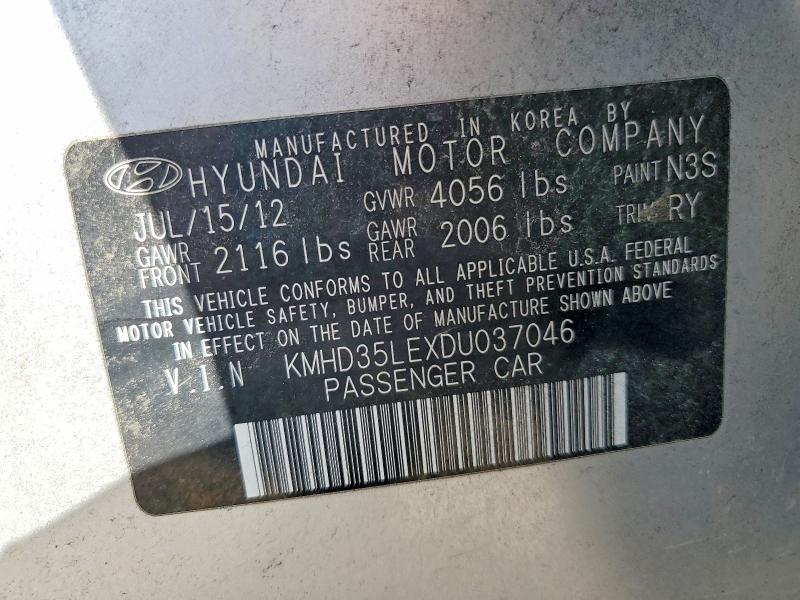 MANUFACTURED IN KOREA BY
HYUNDAI MOTOR COMPANY
JUL/15/12 GVWR 4056 lbs PAINT N3S
GAWR FRONT 2116 lbs GAWR REAR 2006 lbs TRIM RY
THIS VEHICLE CONFORMS TO ALL APPLICABLE U.S.A. FEDERAL
MOTOR VEHICLE SAFETY, BUMPER, AND THEFT PREVENTION STANDARDS
IN EFFECT ON THE DATE OF MANUFACTURE SHOWN ABOVE
V.I.N KMHD35LEXDU037046
PASSENGER CAR